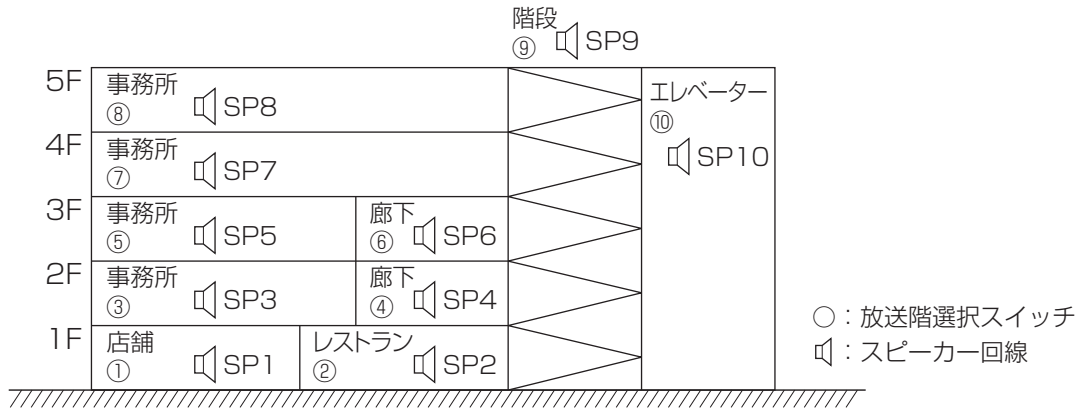 階段
⑨ SP9
5F 事務所
⑧ SP8
エレベーター
⑩
SP10
4F 事務所
⑦ SP7
3F 事務所
⑤ SP5
廊下
⑥ SP6
2F 事務所
③ SP3
廊下
④ SP4
1F 店舗
① SP1
レストラン
② SP2
○：放送階選択スイッチ
：スピーカー回線